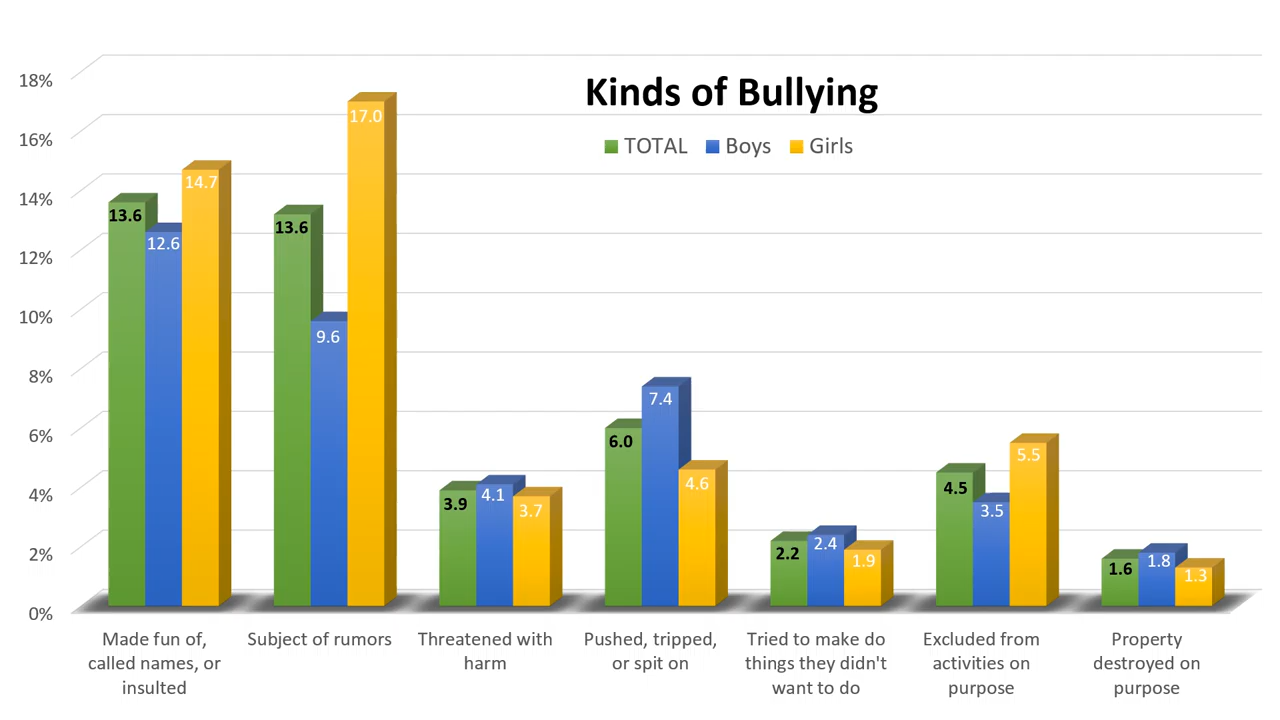 Kinds of Bullying
TOTAL Boys Girls
18%
16%
14%
12%
10%
8%
6%
4%
2%
0%
13.6 12.6 14.7
13.6 9.6 17.0
3.9 4.1 3.7
6.0 7.4 4.6
2.2 2.4 1.9
4.5 3.5 5.5
1.6 1.8 1.3
Made fun of,
called names, or
insulted
Subject of rumors
Threatened with
harm
Pushed, tripped,
or spit on
Tried to make do
things they didn't
want to do
Excluded from
activities on
purpose
Property
destroyed on
purpose